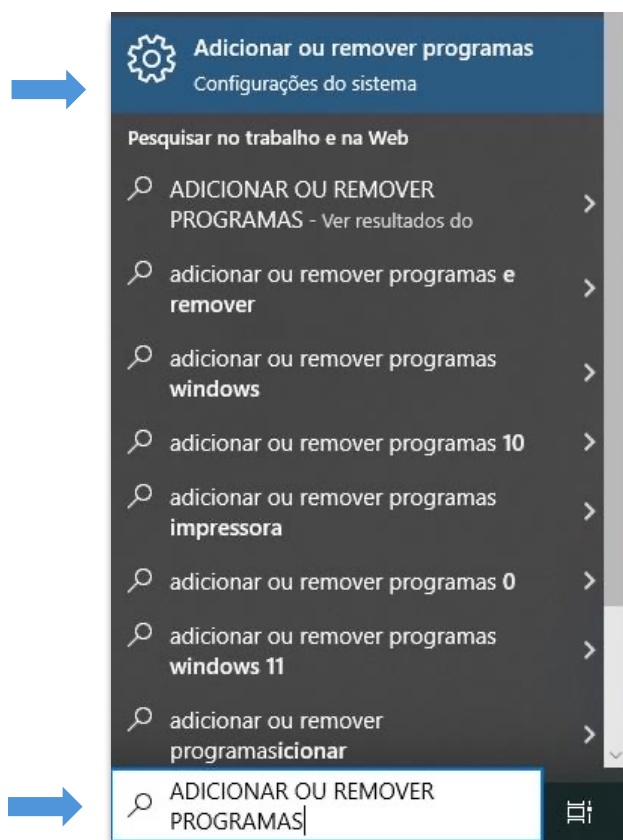 Adicionar ou remover programas
Configurações do sistema
Pesquisar no trabalho e na Web
ADICIONAR OU REMOVER
PROGRAMAS - Ver resultados do
adicionar ou remover programas e
remover
adicionar ou remover programas
windows
adicionar ou remover programas 10
adicionar ou remover programas
impressora
adicionar ou remover programas 0
adicionar ou remover programas
windows 11
adicionar ou remover
programasicionar
ADICIONAR OU REMOVER
PROGRAMAS